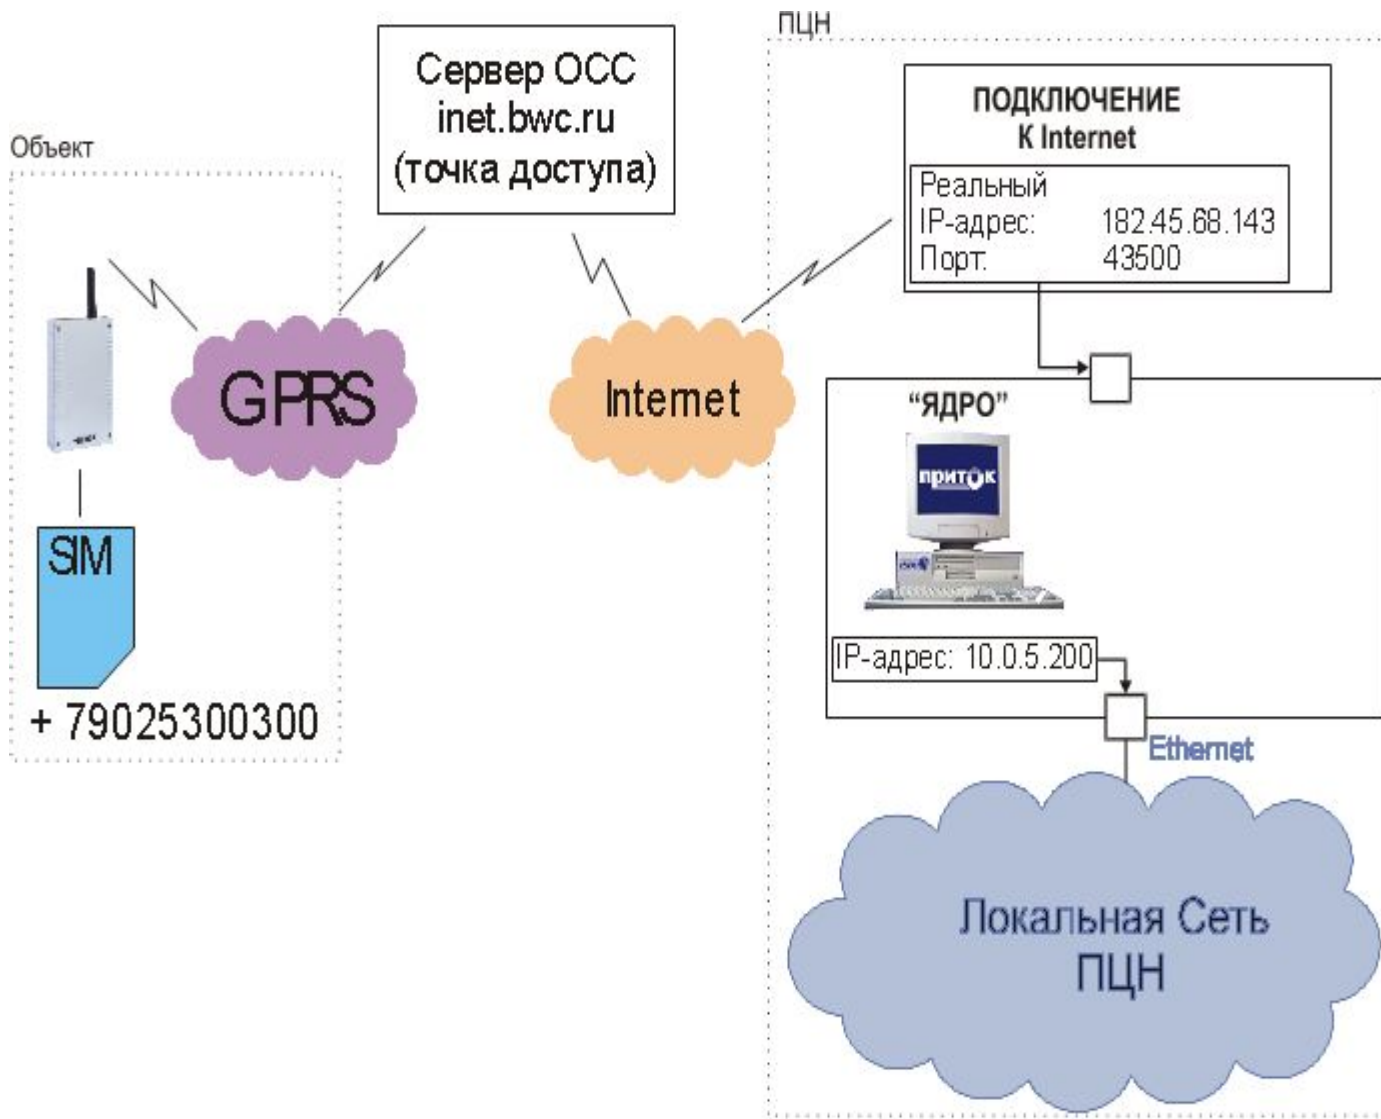 ПЦН
Сервер ОСС
inet.bwc.ru
(точка доступа)
ПОДКЛЮЧЕНИЕ
К Internet
Реальный
IP-адрес: 182.45.68.143
Порт: 43500
Объект
GPRS
Internet
“ЯДРО”
приток
SIM
IP-адрес: 10.0.5.200
+ 79025300300
Ethernet
Локальная Сеть
ПЦН